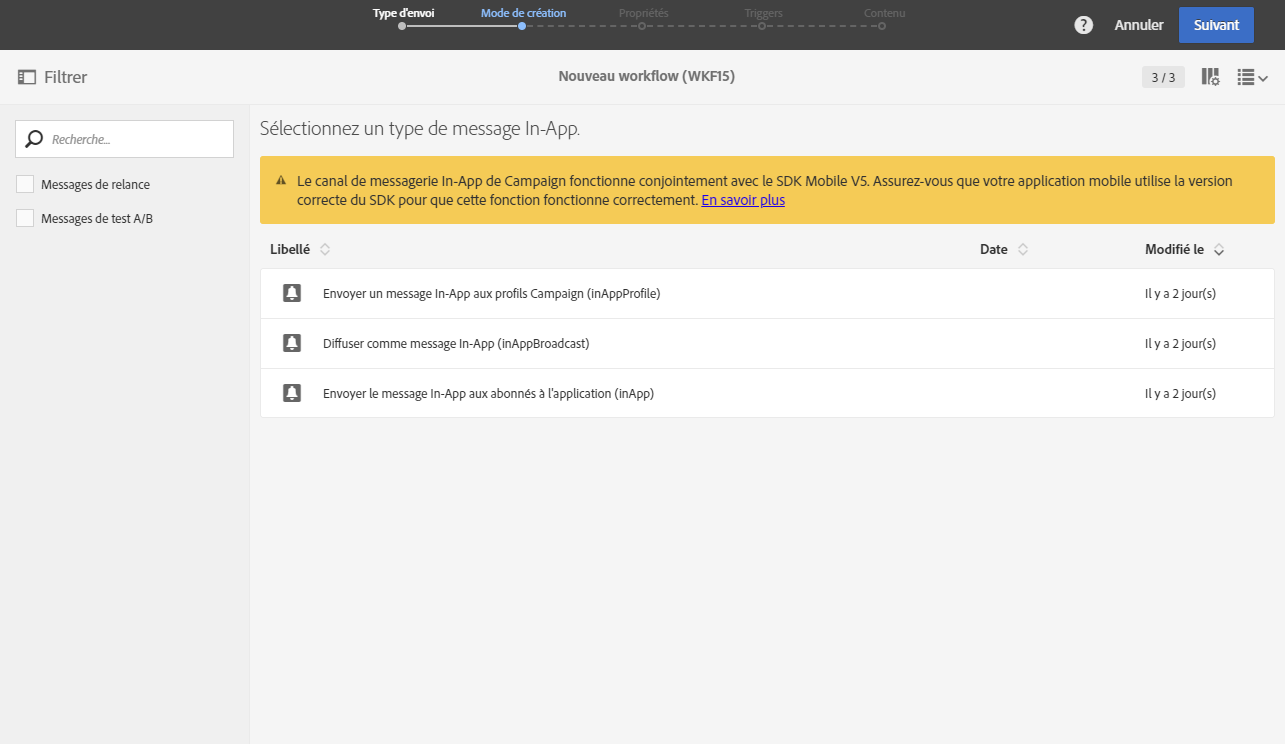 Type d'envoi
Mode de création
Propriétés
Triggers
Contenu
?
Annuler
Suivant
Filtrer
Nouveau workflow (WKF15)
3 / 3
Recherche...
Messages de relance
Messages de test A/B
Sélectionnez un type de message In-App.
Le canal de messagerie In-App de Campaign fonctionne conjointement avec le SDK Mobile V5. Assurez-vous que votre application mobile utilise la version
correcte du SDK pour que cette fonction fonctionne correctement. En savoir plus
Libellé
Date
Modifié le
Envoyer un message In-App aux profils Campaign (inAppProfile)
Il y a 2 jour(s)
Diffuser comme message In-App (inAppBroadcast)
Il y a 2 jour(s)
Envoyer le message In-App aux abonnés à l'application (inApp)
Il y a 2 jour(s)